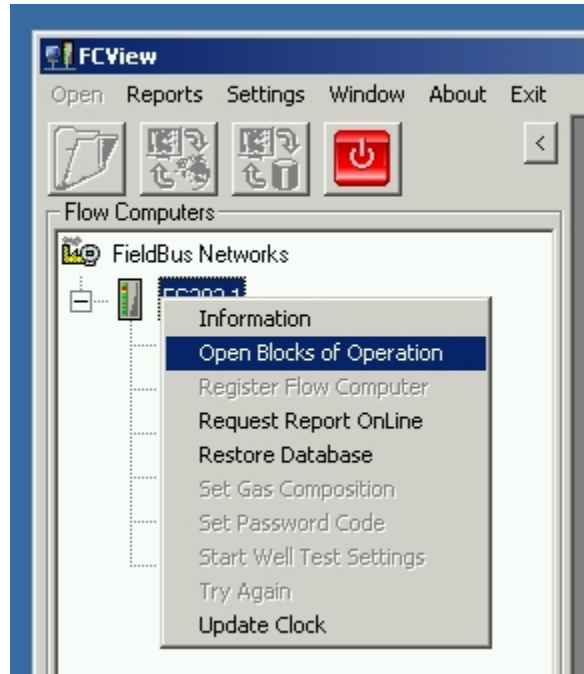 FCView
Open Reports Settings Window About Exit
<
Flow Computers
FieldBus Networks
Information
Open Blocks of Operation
Register Flow Computer
Request Report OnLine
Restore Database
Set Gas Composition
Set Password Code
Start Well Test Settings
Try Again
Update Clock